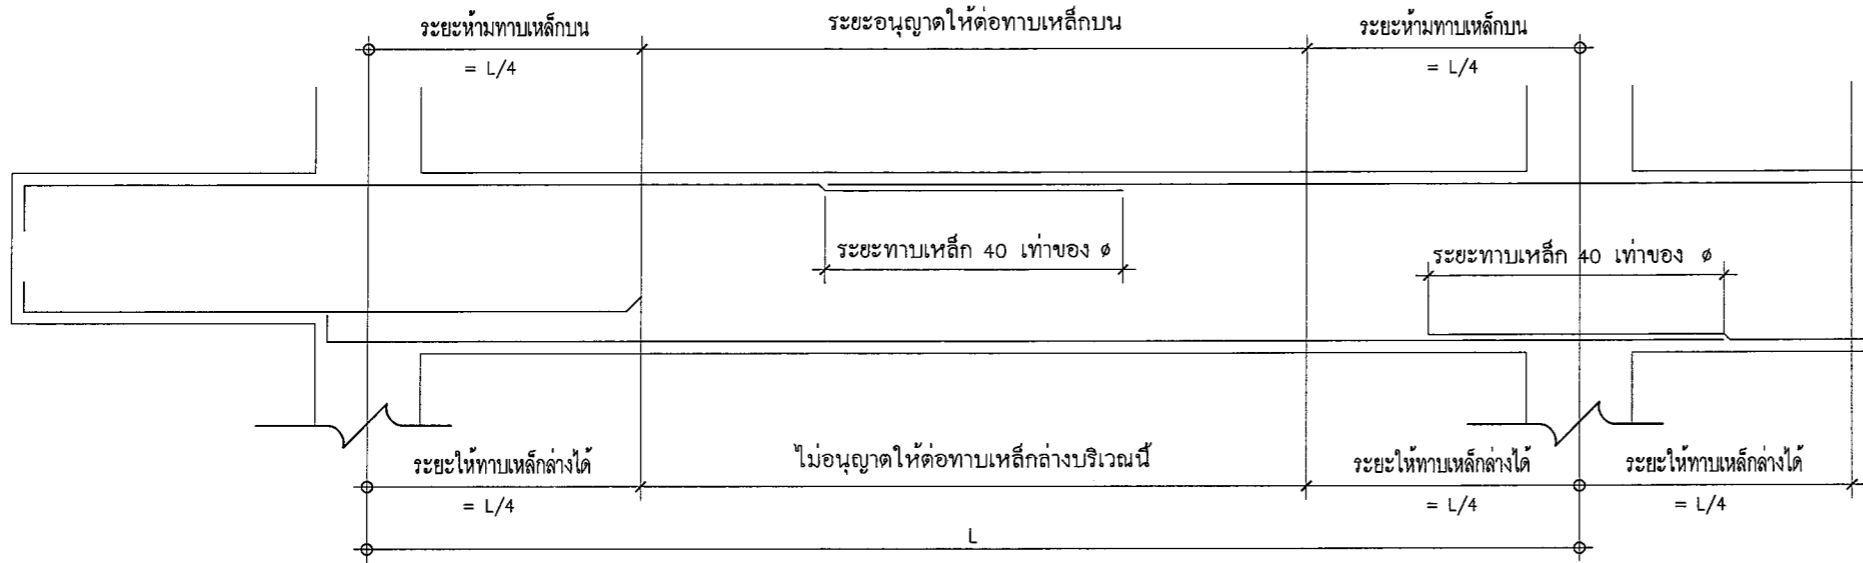 ระยะห้ามทาบเหล็กบน
ระยะอนุญาตให้ต่อทาบเหล็กบน
ระยะห้ามทาบเหล็กบน
= L/4
= L/4
ระยะทาบเหล็ก 40 เท่าของ ø
ระยะทาบเหล็ก 40 เท่าของ ø
ระยะให้ทาบเหล็กล่างได้
ไม่อนุญาตให้ต่อทาบเหล็กล่างบริเวณนี้
ระยะให้ทาบเหล็กล่างได้
ระยะให้ทาบเหล็กล่างได้
= L/4
= L/4
= L/4
L